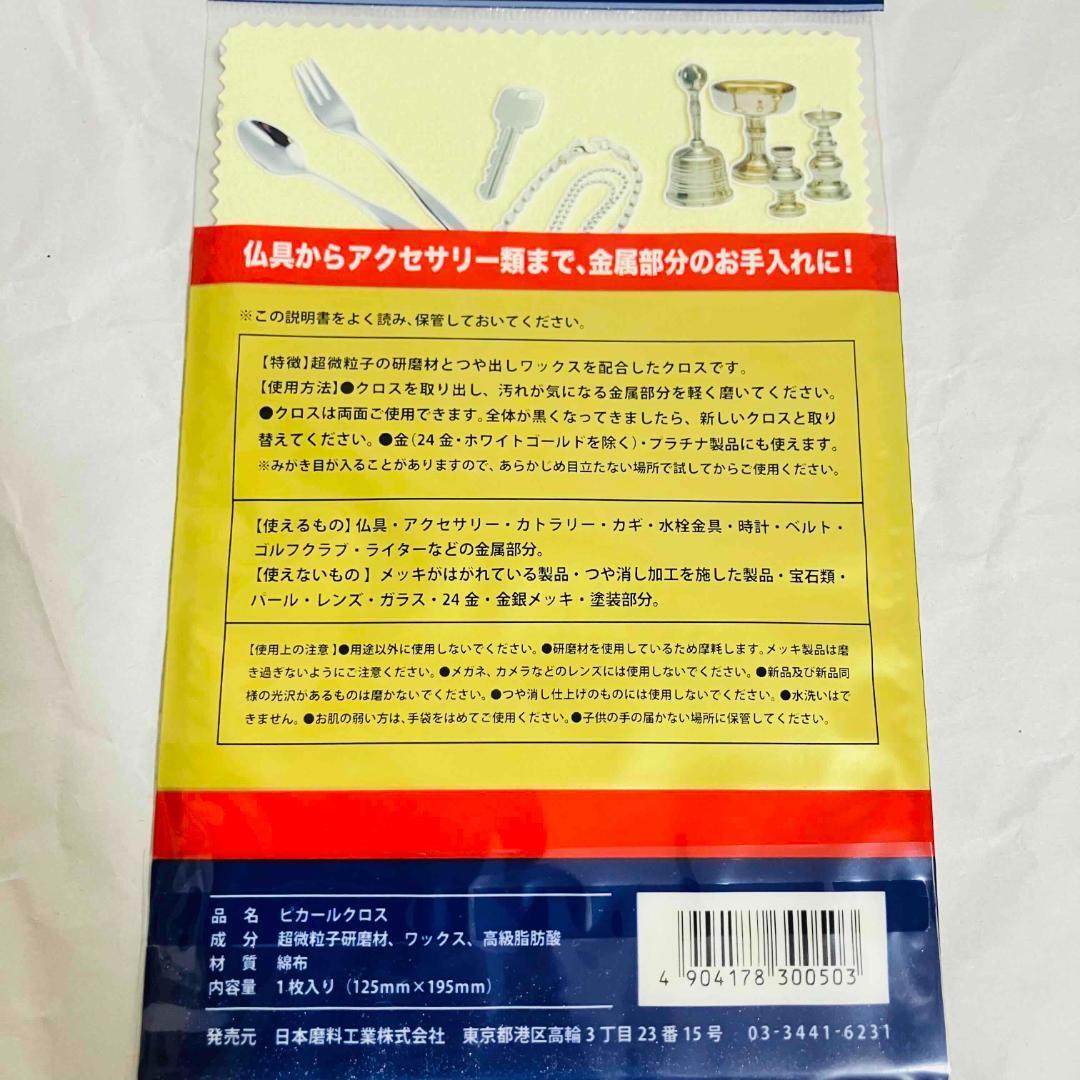 仏具からアクセサリー類まで、金属部分のお手入れに！
※この説明書をよく読み、保管しておいてください。
【特徴】超微粒子の研磨材とつや出しワックスを配合したクロスです。
【使用方法】●クロスを取り出し、汚れが気になる金属部分を軽く磨いてください。
●クロスは両面ご使用できます。全体が黒くなってきましたら、新しいクロスと取り
替えてください。●金（24金・ホワイトゴールドを除く）・プラチナ製品にも使えます。
※みがき目が入ることがありますので、あらかじめ目立たない場所で試してからご使用ください。
【使えるもの】仏具・アクセサリー・カトラリー・カギ・水栓金具・時計・ベルト・
ゴルフクラブ・ライターなどの金属部分。
【使えないもの】メッキがはがれている製品・つや消し加工を施した製品・宝石類・
パール・レンズ・ガラス・24金・金銀メッキ・塗装部分。
【使用上の注意】●用途以外に使用しないでください。●研磨材を使用しているため摩耗します。メッキ製品は磨
き過ぎないようにご注意ください。●メガネ、カメラなどのレンズには使用しないでください。●新品及び新品同
様の光沢があるものは磨かないでください。●つや消し仕上げのものには使用しないでください。●水洗いはで
きません。●お肌の弱い方は、手袋をはめてご使用ください。●子供の手の届かない場所に保管してください。
品名 ピカールクロス
成分 超微粒子研磨材、ワックス、高級脂肪酸
材質 綿布
内容量 1枚入り（125mm×195mm）
4 904178 300503
発売元 日本磨料工業株式会社 東京都港区高輪3丁目23番15号 03-3441-6231